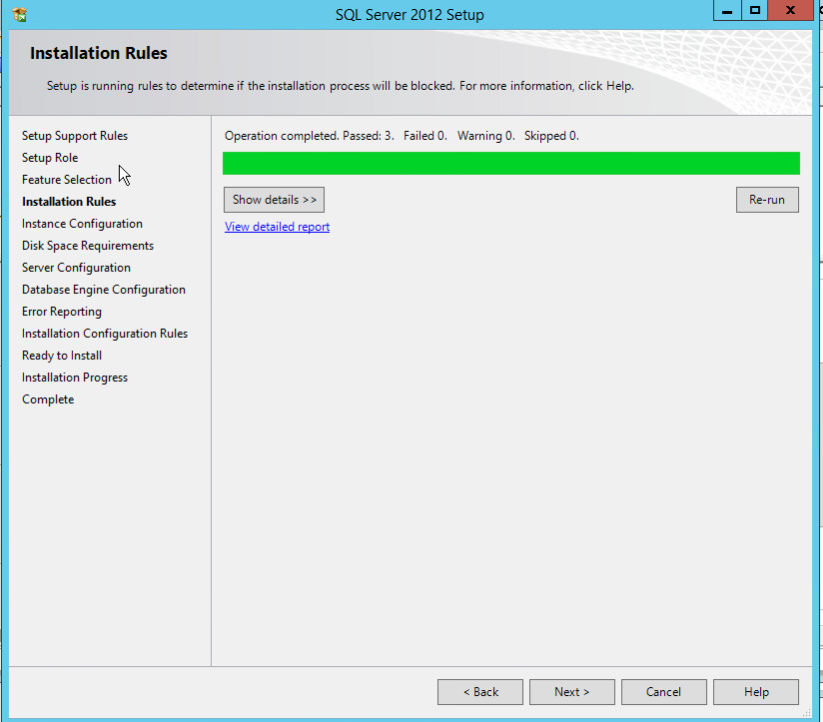 SQL Server 2012 Setup
Installation Rules
Setup is running rules to determine if the installation process will be blocked. For more information, click Help.
Setup Support Rules
Setup Role
Feature Selection
Installation Rules
Instance Configuration
Disk Space Requirements
Server Configuration
Database Engine Configuration
Error Reporting
Installation Configuration Rules
Ready to Install
Installation Progress
Complete
Operation completed. Passed: 3. Failed 0. Warning 0. Skipped 0.
Show details >>
Re-run
View detailed report
< Back
Next >
Cancel
Help